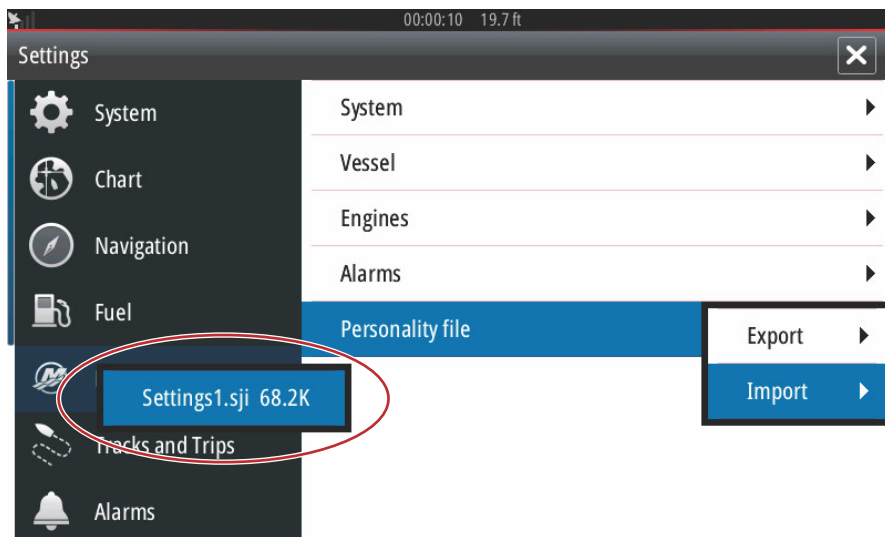 00:00:10 19.7 ft
Settings
System
Chart
Navigation
Fuel
Settings1.sji 68.2K
Tracks and Trips
Alarms
System
Vessel
Engines
Alarms
Personality file
Export
Import